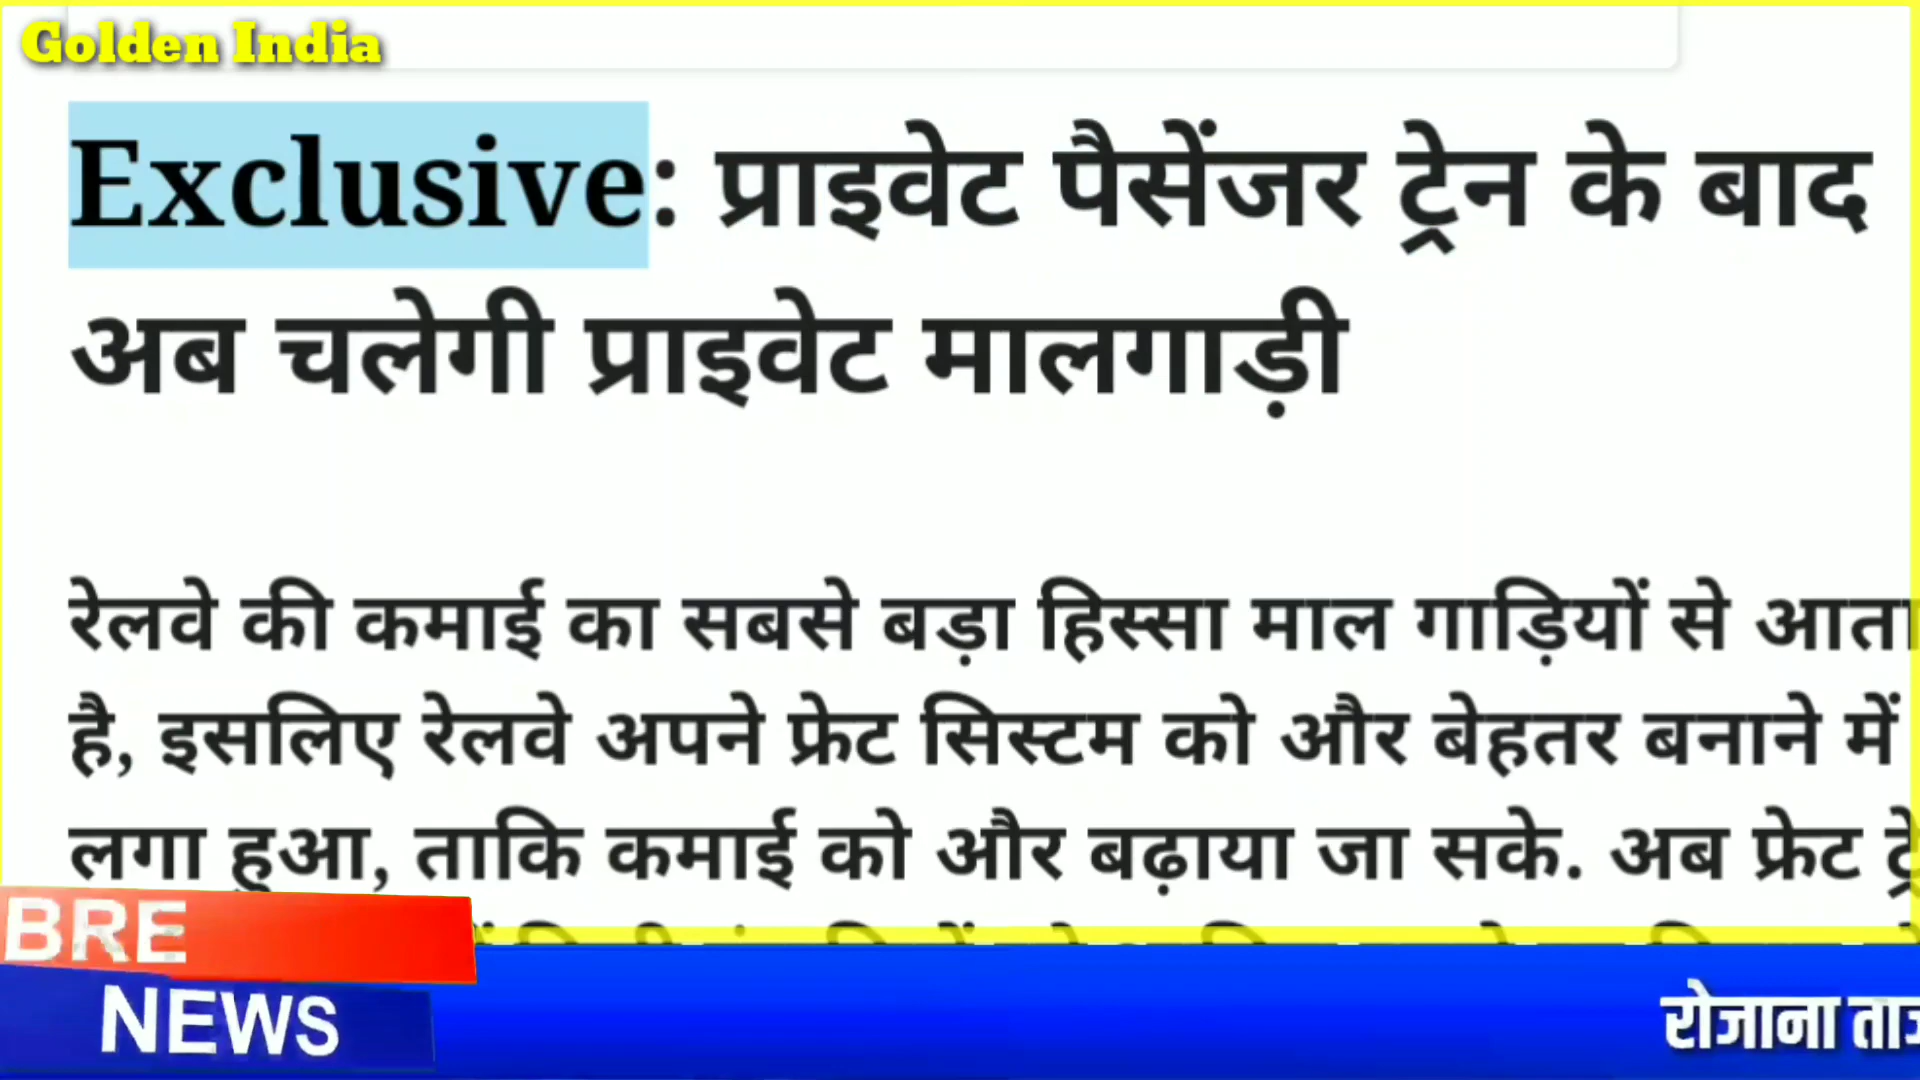 Golden India
Exclusive: प्राइवेट पैसेंजर ट्रेन के बाद
अब चलेगी प्राइवेट मालगाड़ी
रेलवे की कमाई का सबसे बड़ा हिस्सा माल गाड़ियों से आता
है, इसलिए रेलवे अपने फ्रेट सिस्टम को और बेहतर बनाने में
लगा हुआ, ताकि कमाई को और बढ़ाया जा सके. अब फ्रेट
BRE
NEWS
रोजाना